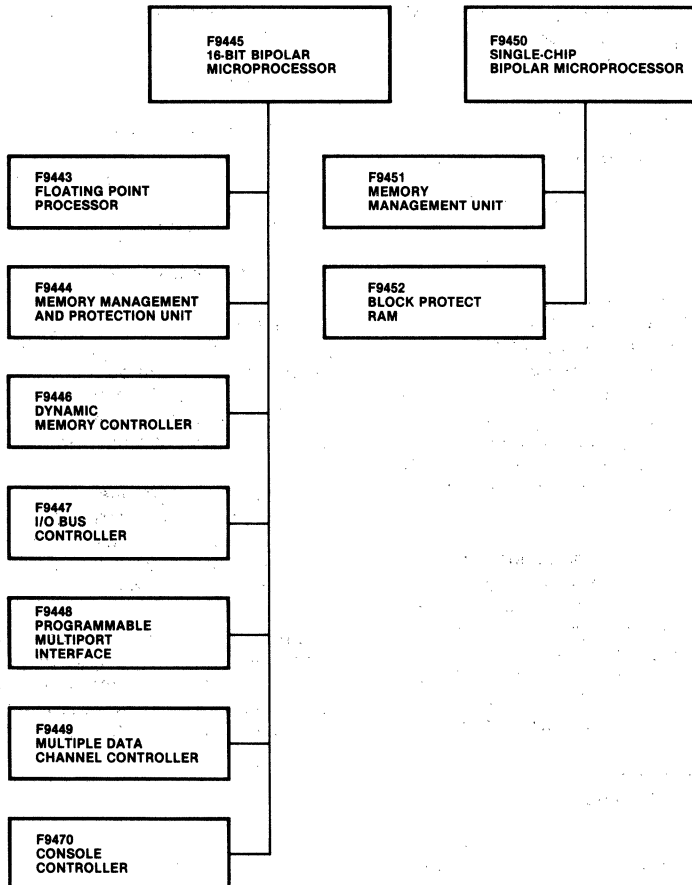 F9445
16-BIT BIPOLAR
MICROPROCESSOR
F9450
SINGLE-CHIP
BIPOLAR MICROPROCESSOR
F9443
FLOATING POINT
PROCESSOR
F9451
MEMORY
MANAGEMENT UNIT
F9444
MEMORY MANAGEMENT
AND PROTECTION UNIT
F9452
BLOCK PROTECT
RAM
F9446
DYNAMIC
MEMORY CONTROLLER
F9447
I/O BUS
CONTROLLER
F9448
PROGRAMMABLE
MULTIPORT
INTERFACE
F9449
MULTIPLE DATA
CHANNEL CONTROLLER
F9470
CONSOLE
CONTROLLER